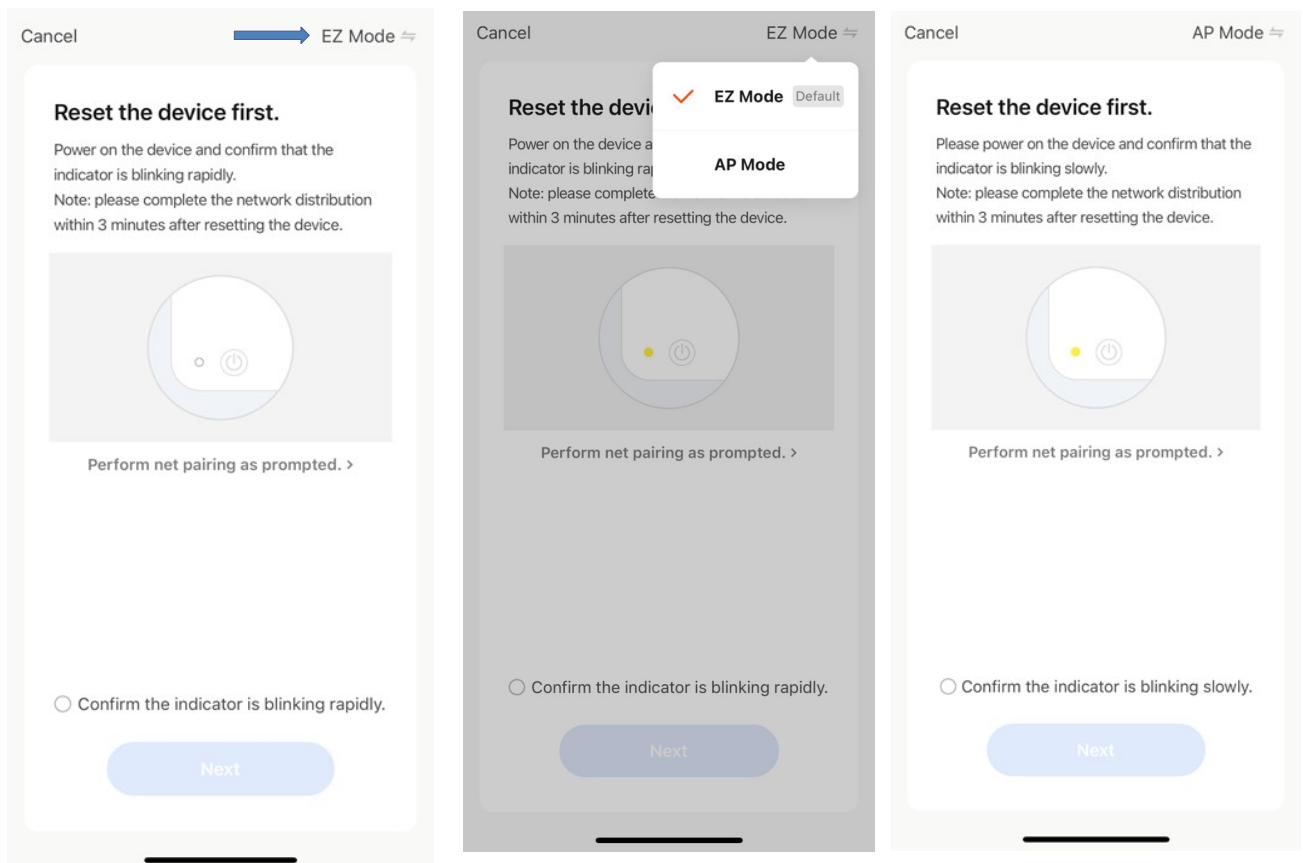 Cancel
EZ Mode
Reset the device first.
Power on the device and confirm that the
indicator is blinking rapidly.
Note: please complete the network distribution
within 3 minutes after resetting the device.
Perform net pairing as prompted. >
Confirm the indicator is blinking rapidly.
Next
Cancel
EZ Mode
EZ Mode Default
AP Mode
Reset the devi
Power on the device a
indicator is blinking ra
Note: please complete
within 3 minutes after resetting the device.
Perform net pairing as prompted. >
Confirm the indicator is blinking rapidly.
Next
Cancel
AP Mode
Reset the device first.
Please power on the device and confirm that the
indicator is blinking slowly.
Note: please complete the network distribution
within 3 minutes after resetting the device.
Perform net pairing as prompted. >
Confirm the indicator is blinking slowly.
Next